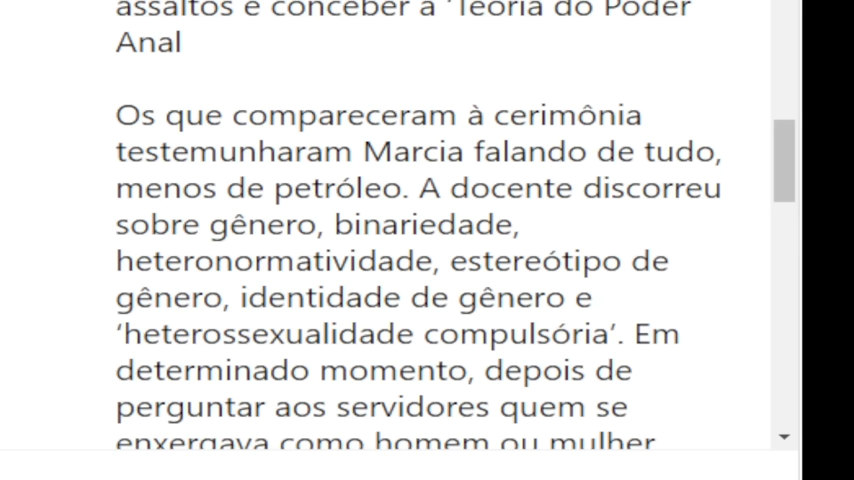 assaltos e conceber a 'Teoria do Poder
Anal
Os que compareceram à cerimônia
testemunharam Marcia falando de tudo,
menos de petróleo. A docente discorreu
sobre gênero, binariedade,
heteronormatividade, estereótipo de
gênero, identidade de gênero e
‘heterossexualidade compulsória’. Em
determinado momento, depois de
perguntar aos servidores quem se
enxergava como homem ou mulher